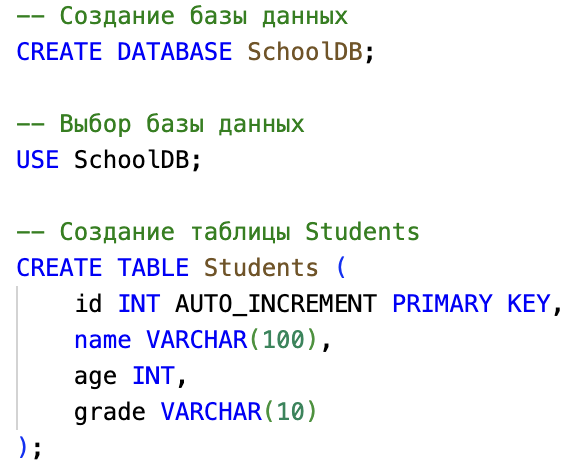 -- Создание базы данных
CREATE DATABASE SchoolDB;
-- Выбор базы данных
USE SchoolDB;
-- Создание таблицы Students
CREATE TABLE Students (
id INT AUTO_INCREMENT PRIMARY KEY,
name VARCHAR(100),
age INT,
grade VARCHAR(10)
);